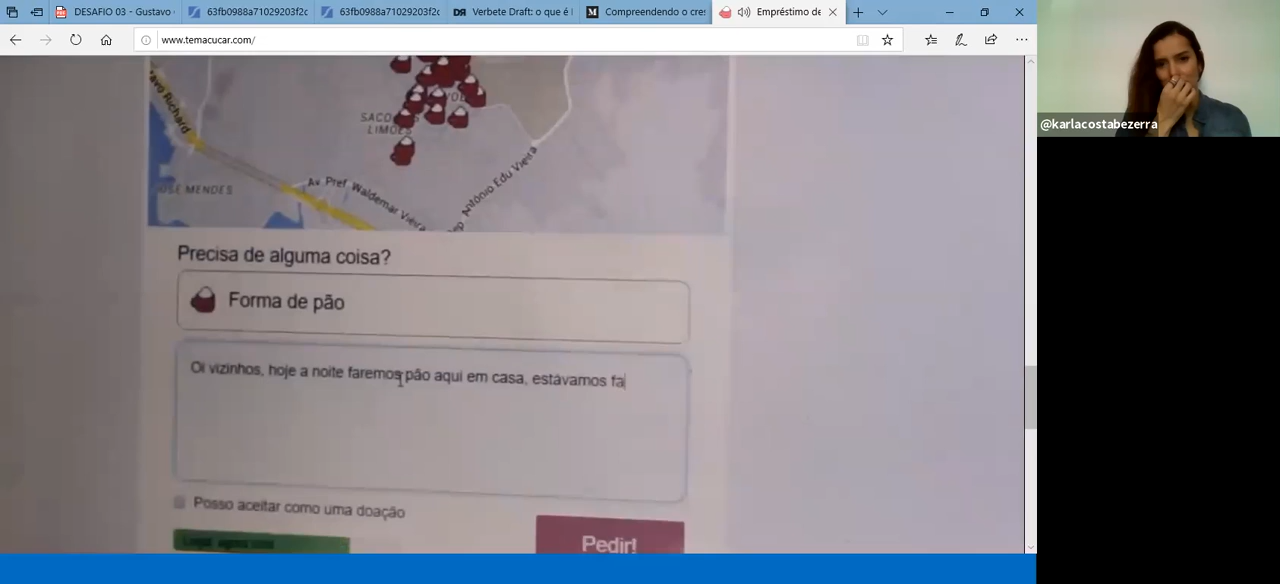 DESAFIO 03 - Gustavo
63fb0988a71029203f2c
63fb0988a71029203f2c
Verbete Draft: o que é
Compreendendo o cres
Empréstimo de
www.temacucar.com/
@karlacostabezerra
SACO
LIMÕES
Av. Pref. Waldemar Vieira
Antônio Edu Vieira
JOSÉ MENDES
Precisa de alguma coisa?
Forma de pão
Oi vizinhos, hoje a noite faremos pão aqui em casa, estávamos fa
Posso aceitar como uma doação
Pedir!